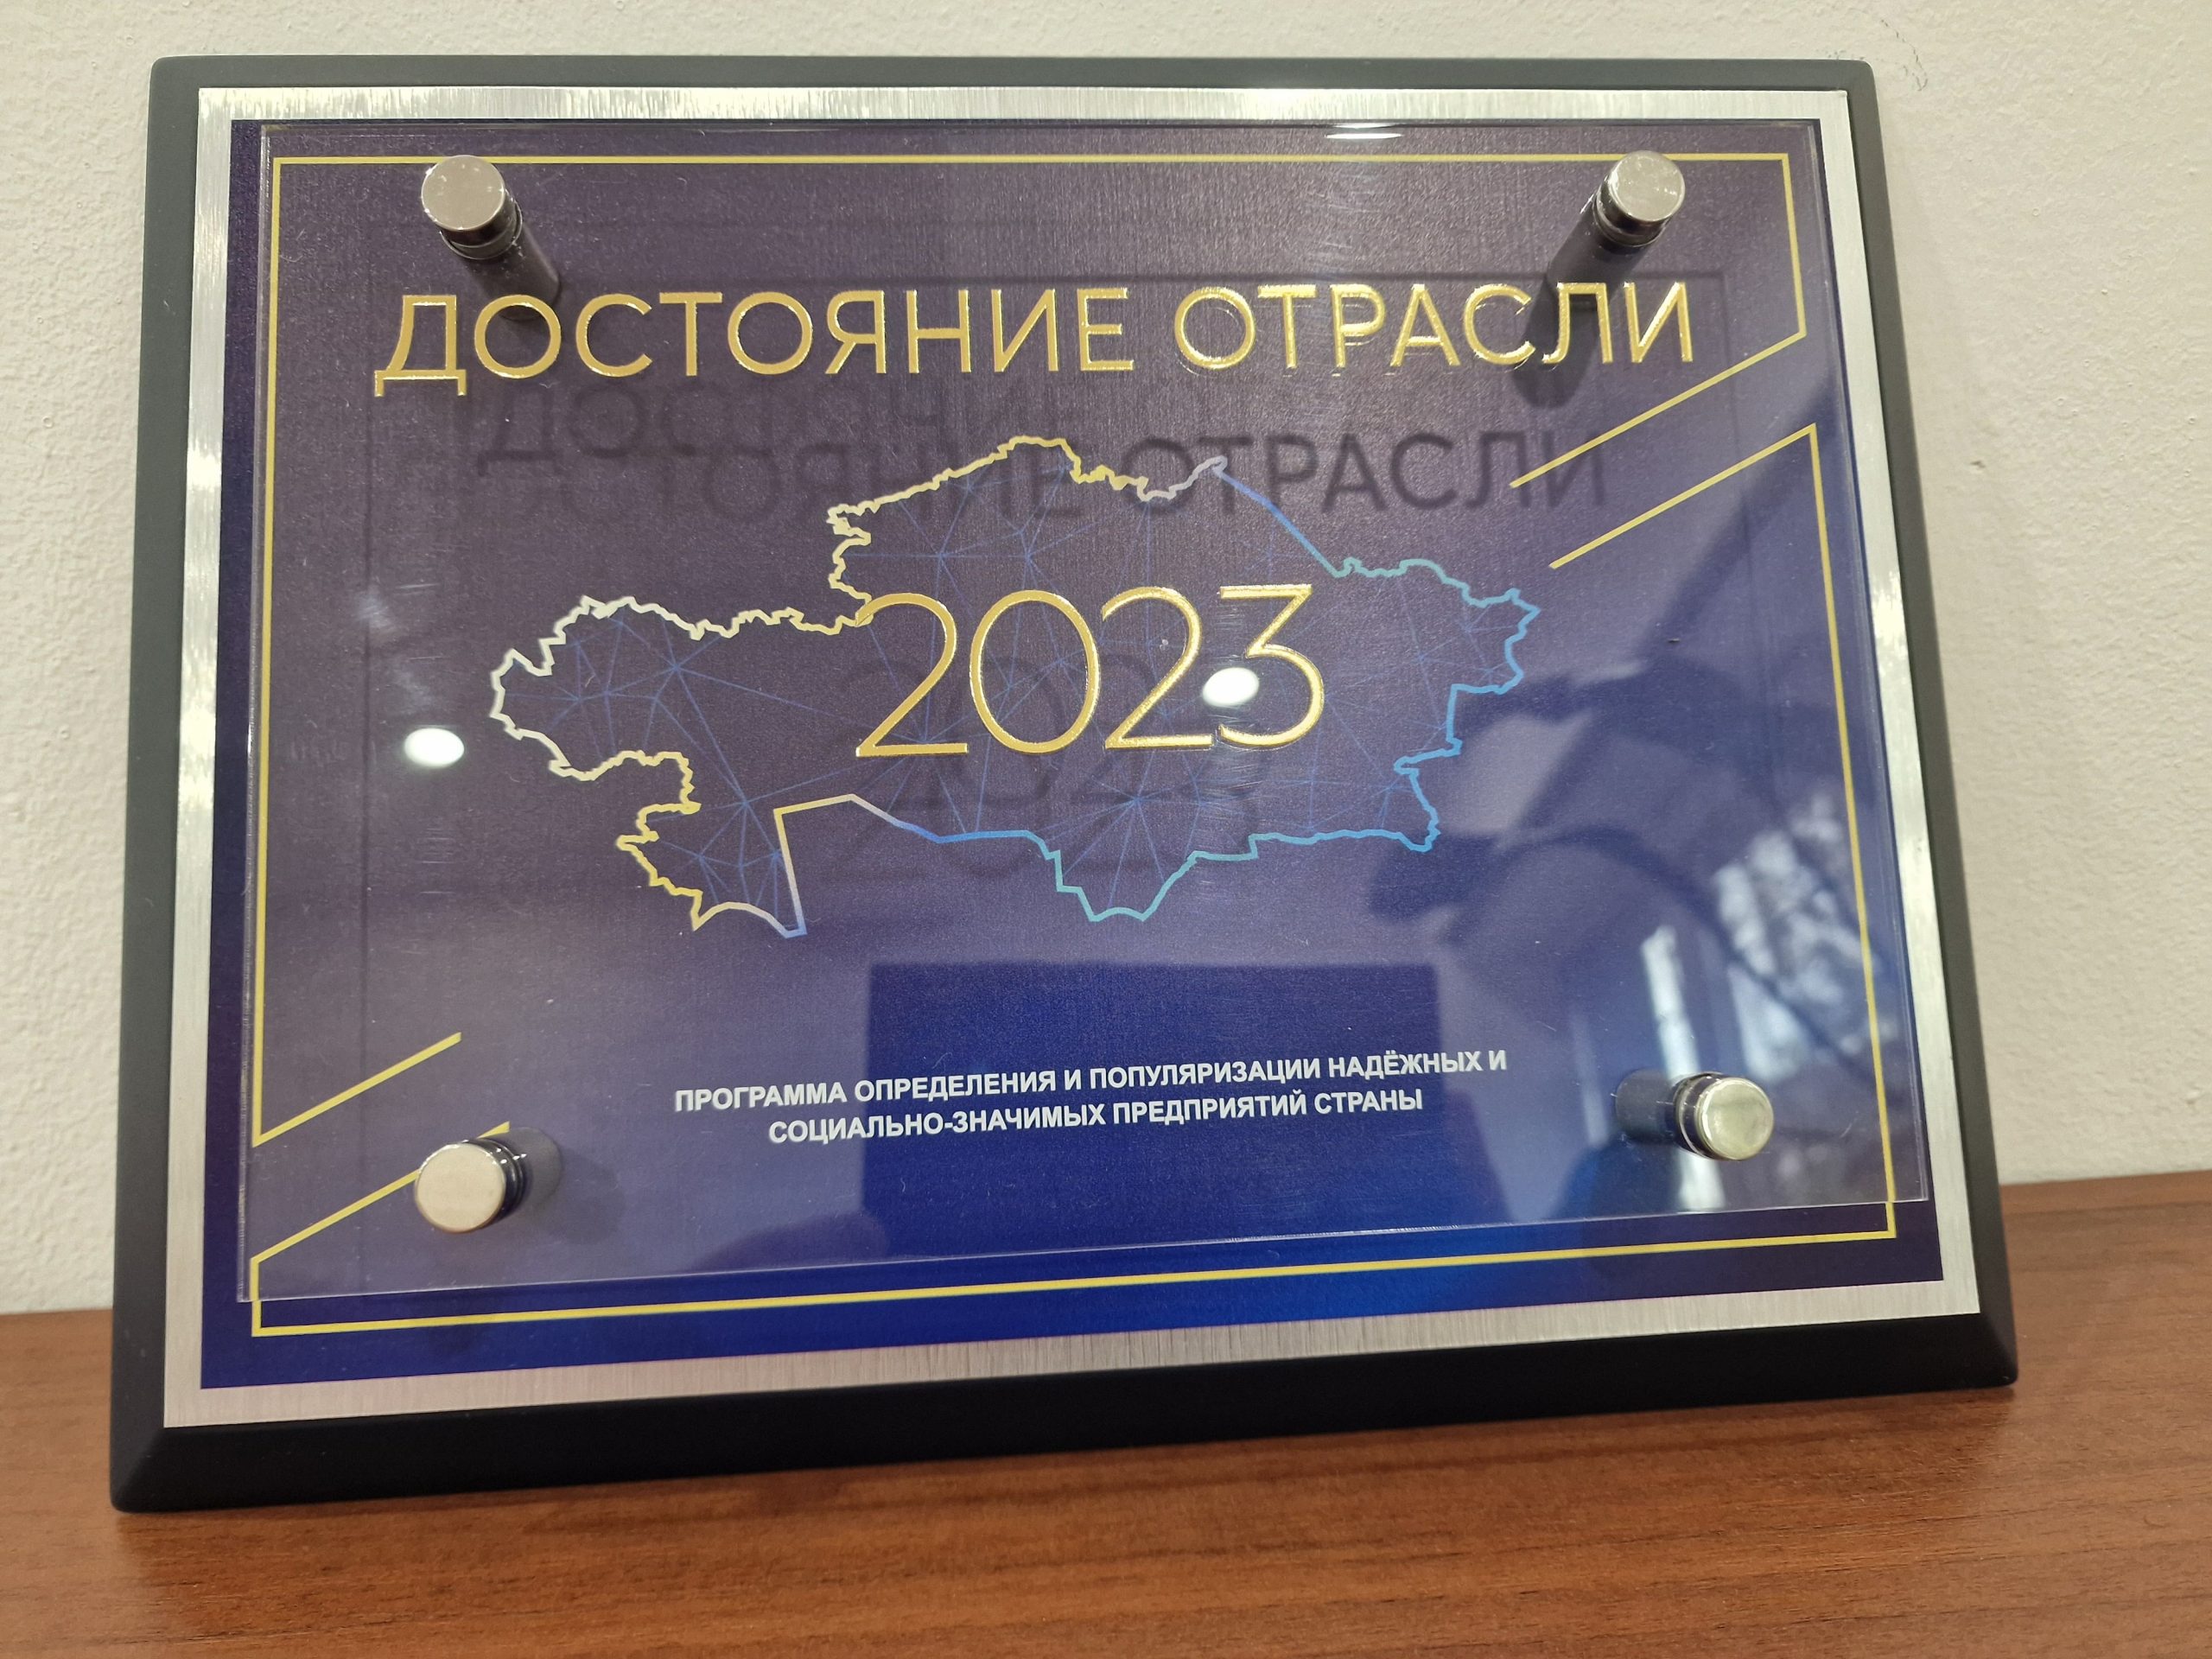 ДОСТОЯНИЕ ОТРАСЛИ
2023
ПРОГРАММА ОПРЕДЕЛЕНИЯ И ПОПУЛЯРИЗАЦИИ НАДЁЖНЫХ И
СОЦИАЛЬНО-ЗНАЧИМЫХ ПРЕДПРИЯТИЙ СТРАНЫ